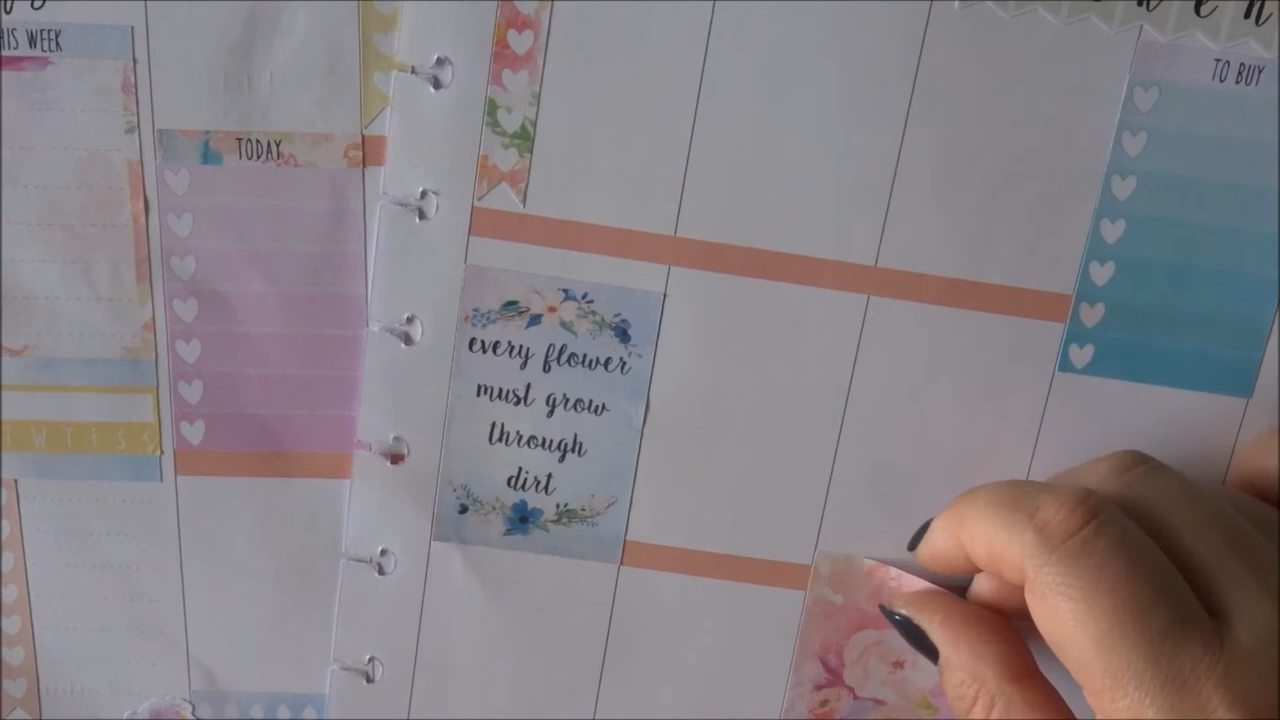 HIS WEEK
TODAY
T W T F S S
every flower
must grow
through
dirt
TO BUY